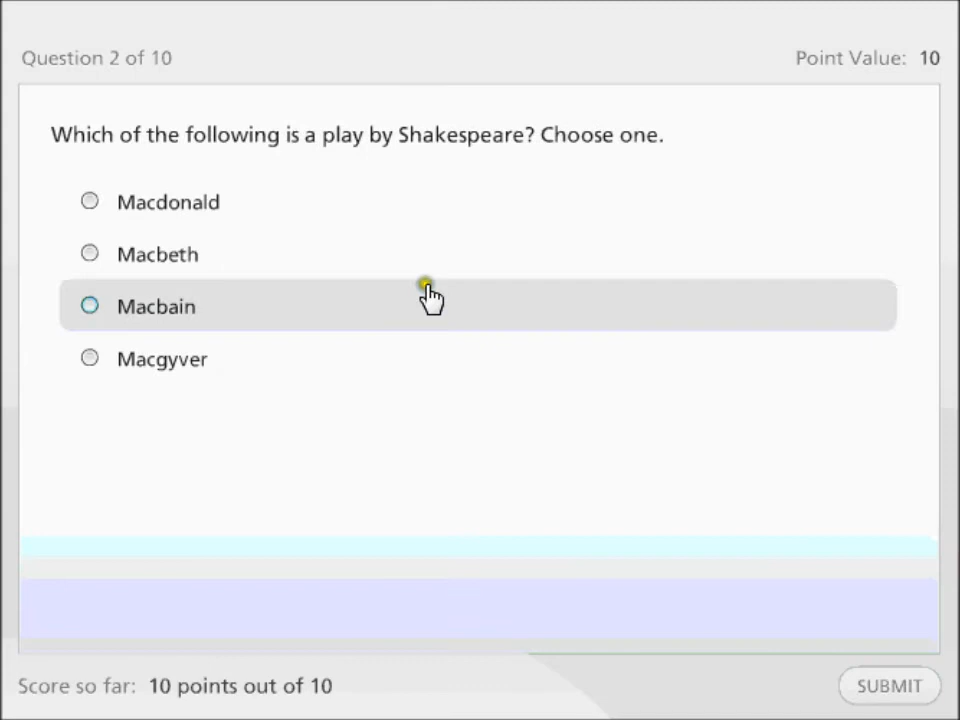 Question 2 of 10
Point Value: 10
Which of the following is a play by Shakespeare? Choose one.
Macdonald
Macbeth
Macbain
Macgyver
Score so far: 10 points out of 10
SUBMIT